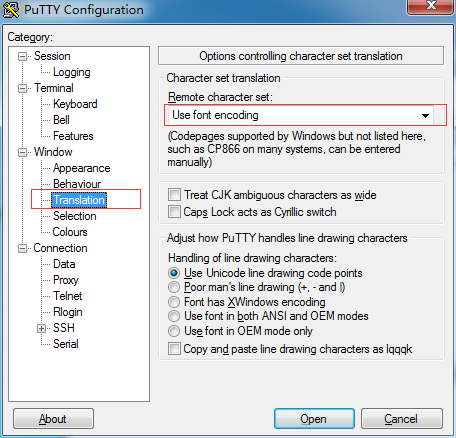 PuTTY Configuration
Category:
Session
Logging
Terminal
Keyboard
Bell
Features
Window
Appearance
Behaviour
Translation
Selection
Colours
Connection
Data
Proxy
Telnet
Rlogin
SSH
Serial
Options controlling character set translation
Character set translation
Remote character set:
Use font encoding
(Codepages supported by Windows but not listed here,
such as CP866 on many systems, can be entered
manually)
Treat CJK ambiguous characters as wide
Caps Lock acts as Cyrillic switch
Adjust how PuTTY handles line drawing characters
Handling of line drawing characters:
Use Unicode line drawing code points
Poor man's line drawing (+, - and |)
Font has XWindows encoding
Use font in both ANSI and OEM modes
Use font in OEM mode only
Copy and paste line drawing characters as lqqqk
About
Open
Cancel